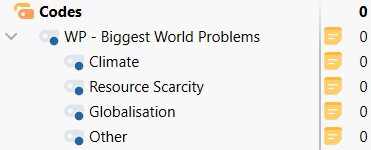 Codes 0
WP - Biggest World Problems 0
Climate 0
Resource Scarcity 0
Globalisation 0
Other 0